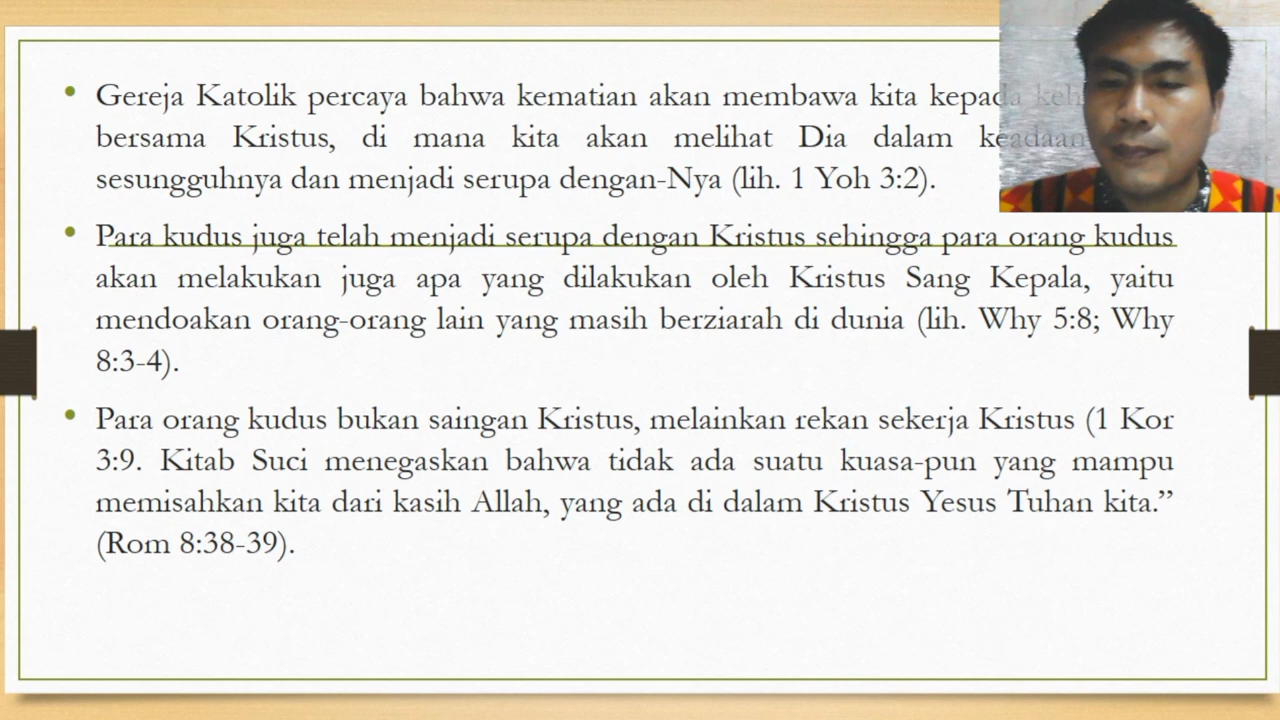 Gereja Katolik percaya bahwa kematian akan membawa kita kepada
bersama Kristus, di mana kita akan melihat Dia dalam keadaan
sesungguhnya dan menjadi serupa dengan-Nya (lih. 1 Yoh 3:2).
Para kudus juga telah menjadi serupa dengan Kristus sehingga para orang kudus
akan melakukan juga apa yang dilakukan oleh Kristus Sang Kepala, yaitu
mendoakan orang-orang lain yang masih berziarah di dunia (lih. Why 5:8; Why
8:3-4).
Para orang kudus bukan saingan Kristus, melainkan rekan sekerja Kristus (1 Kor
3:9. Kitab Suci menegaskan bahwa tidak ada suatu kuasa-pun yang mampu
memisahkan kita dari kasih Allah, yang ada di dalam Kristus Yesus Tuhan kita.”
(Rom 8:38-39).